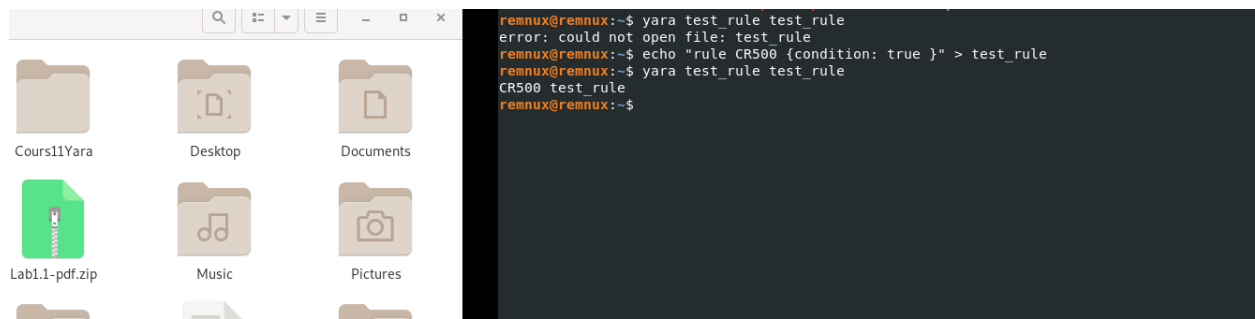 Cours11Yara
Desktop
Documents
Lab1.1-pdf.zip
Music
Pictures
remnux@remnux:~$ yara test_rule test_rule
error: could not open file: test_rule
remnux@remnux:~$ echo "rule CR500 {condition: true }" > test_rule
remnux@remnux:~$ yara test_rule test_rule
CR500 test_rule
remnux@remnux:~$